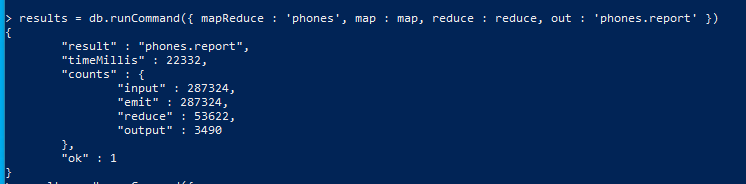 > results = db.runCommand({ mapReduce : 'phones', map : map, reduce : reduce, out : 'phones.report' })
{
        "result" : "phones.report",
        "timeMillis" : 22332,
        "counts" : {
                "input" : 287324,
                "emit" : 287324,
                "reduce" : 53622,
                "output" : 3490
        },
        "ok" : 1
}